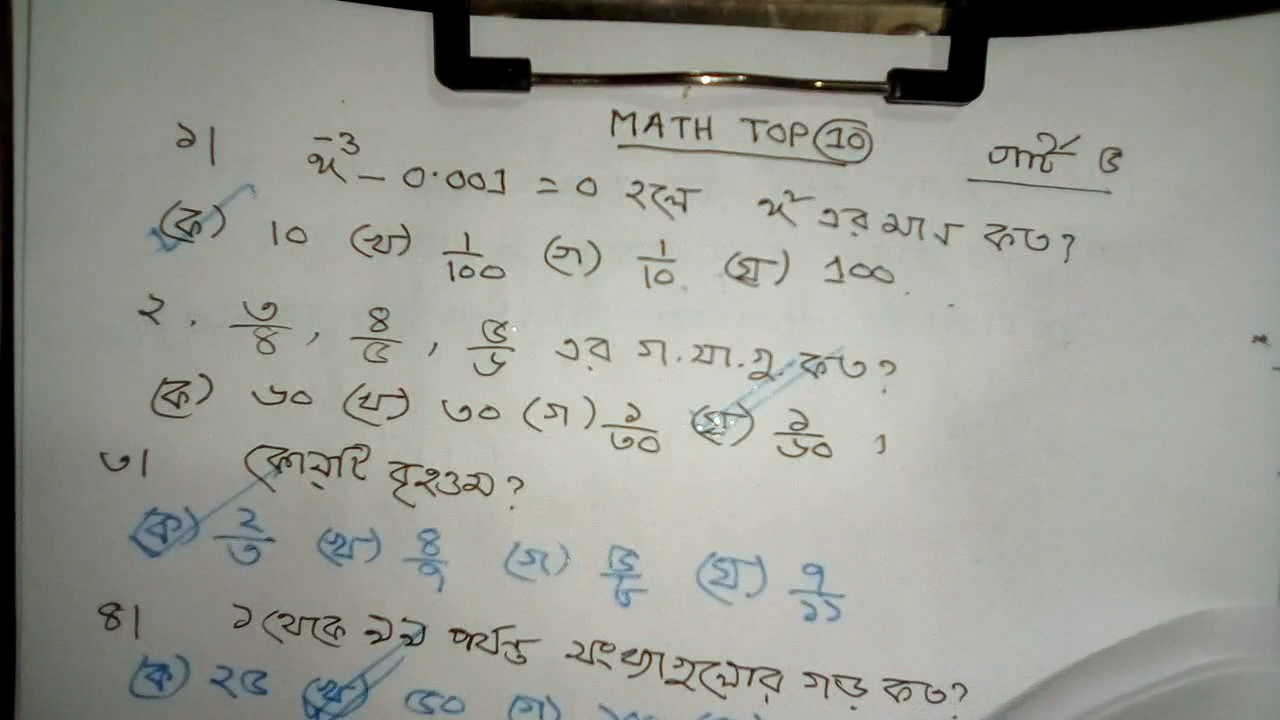 MATH TOP 10
পার্ট ৫
১। x⁻³ - 0.001 = 0 হলে x² এর মান কত?
(ক) 10 (খ) 1/100 (গ) 1/10 (ঘ) 100
২. ৩/৪, ৪/৫, ৫/৬ এর গ.সা.গু. কত?
(ক) ৬০ (খ) ৩০ (গ) ১/৩০ (ঘ) ১/৬০
৩। কোনটি বৃহত্তম?
(ক) ২/৩ (খ) ৪/৭ (গ) ৫/৮ (ঘ) ৭/১১
৪। ১ থেকে ৯৯ পর্যন্ত সংখ্যাগুলোর গড় কত?
(ক) ২৫ (খ) ৫০ (গ)